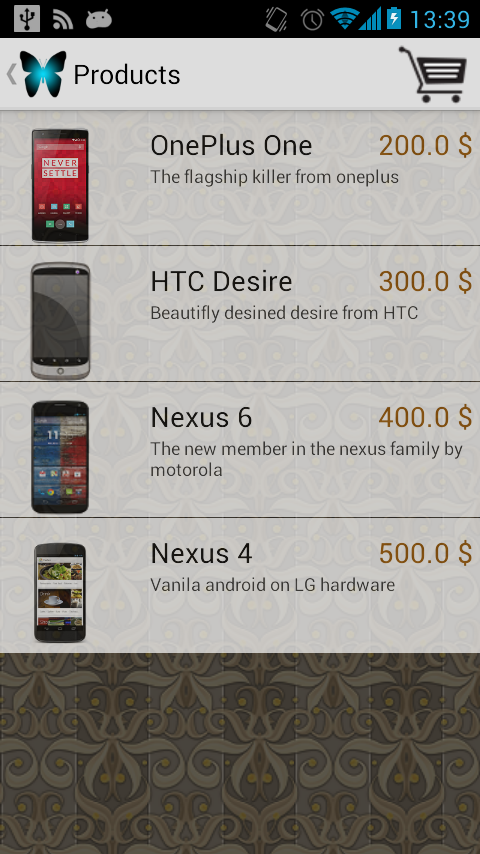 13:39
Products
NEVER
SETTLE
OnePlus One 200.0 $
The flagship killer from oneplus
HTC Desire 300.0 $
Beautifly desined desire from HTC
11
Nexus 6 400.0 $
The new member in the nexus family by
motorola
Nexus 4 500.0 $
Vanila android on LG hardware